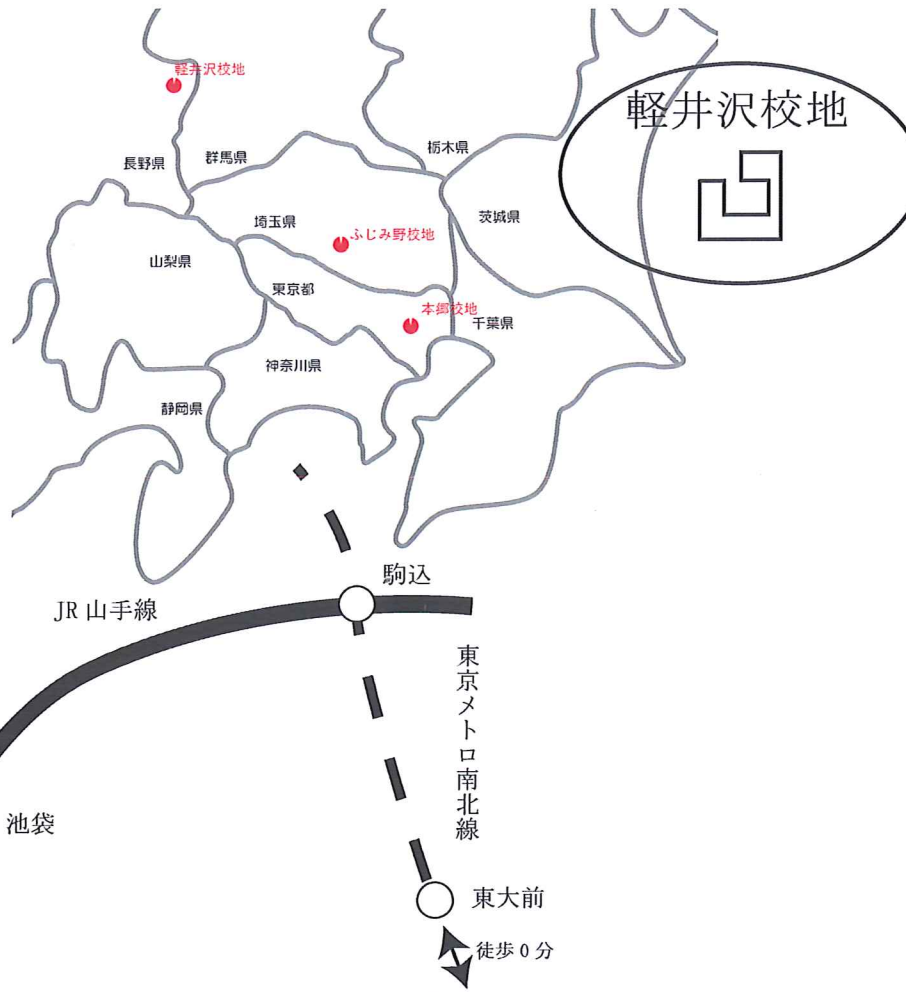 軽井沢校地
軽井沢校地
栃木県
群馬県
長野県
茨城県
埼玉県
ふじみ野校地
山梨県
東京都
本郷校地
千葉県
神奈川県
静岡県
駒込
JR 山手線
東京メトロ南北線
池袋
東大前
徒歩 0 分